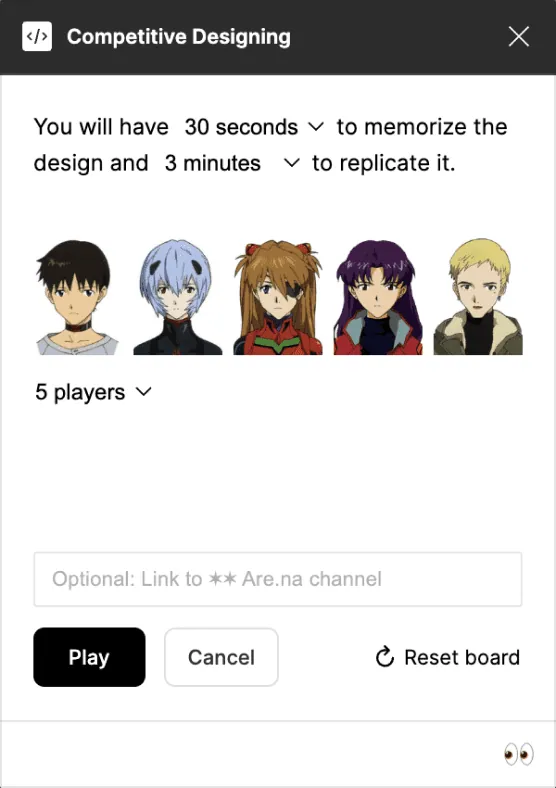 </> Competitive Designing
You will have 30 seconds to memorize the
design and 3 minutes to replicate it.
5 players
Optional: Link to ✶✶ Are.na channel
Play Cancel Reset board